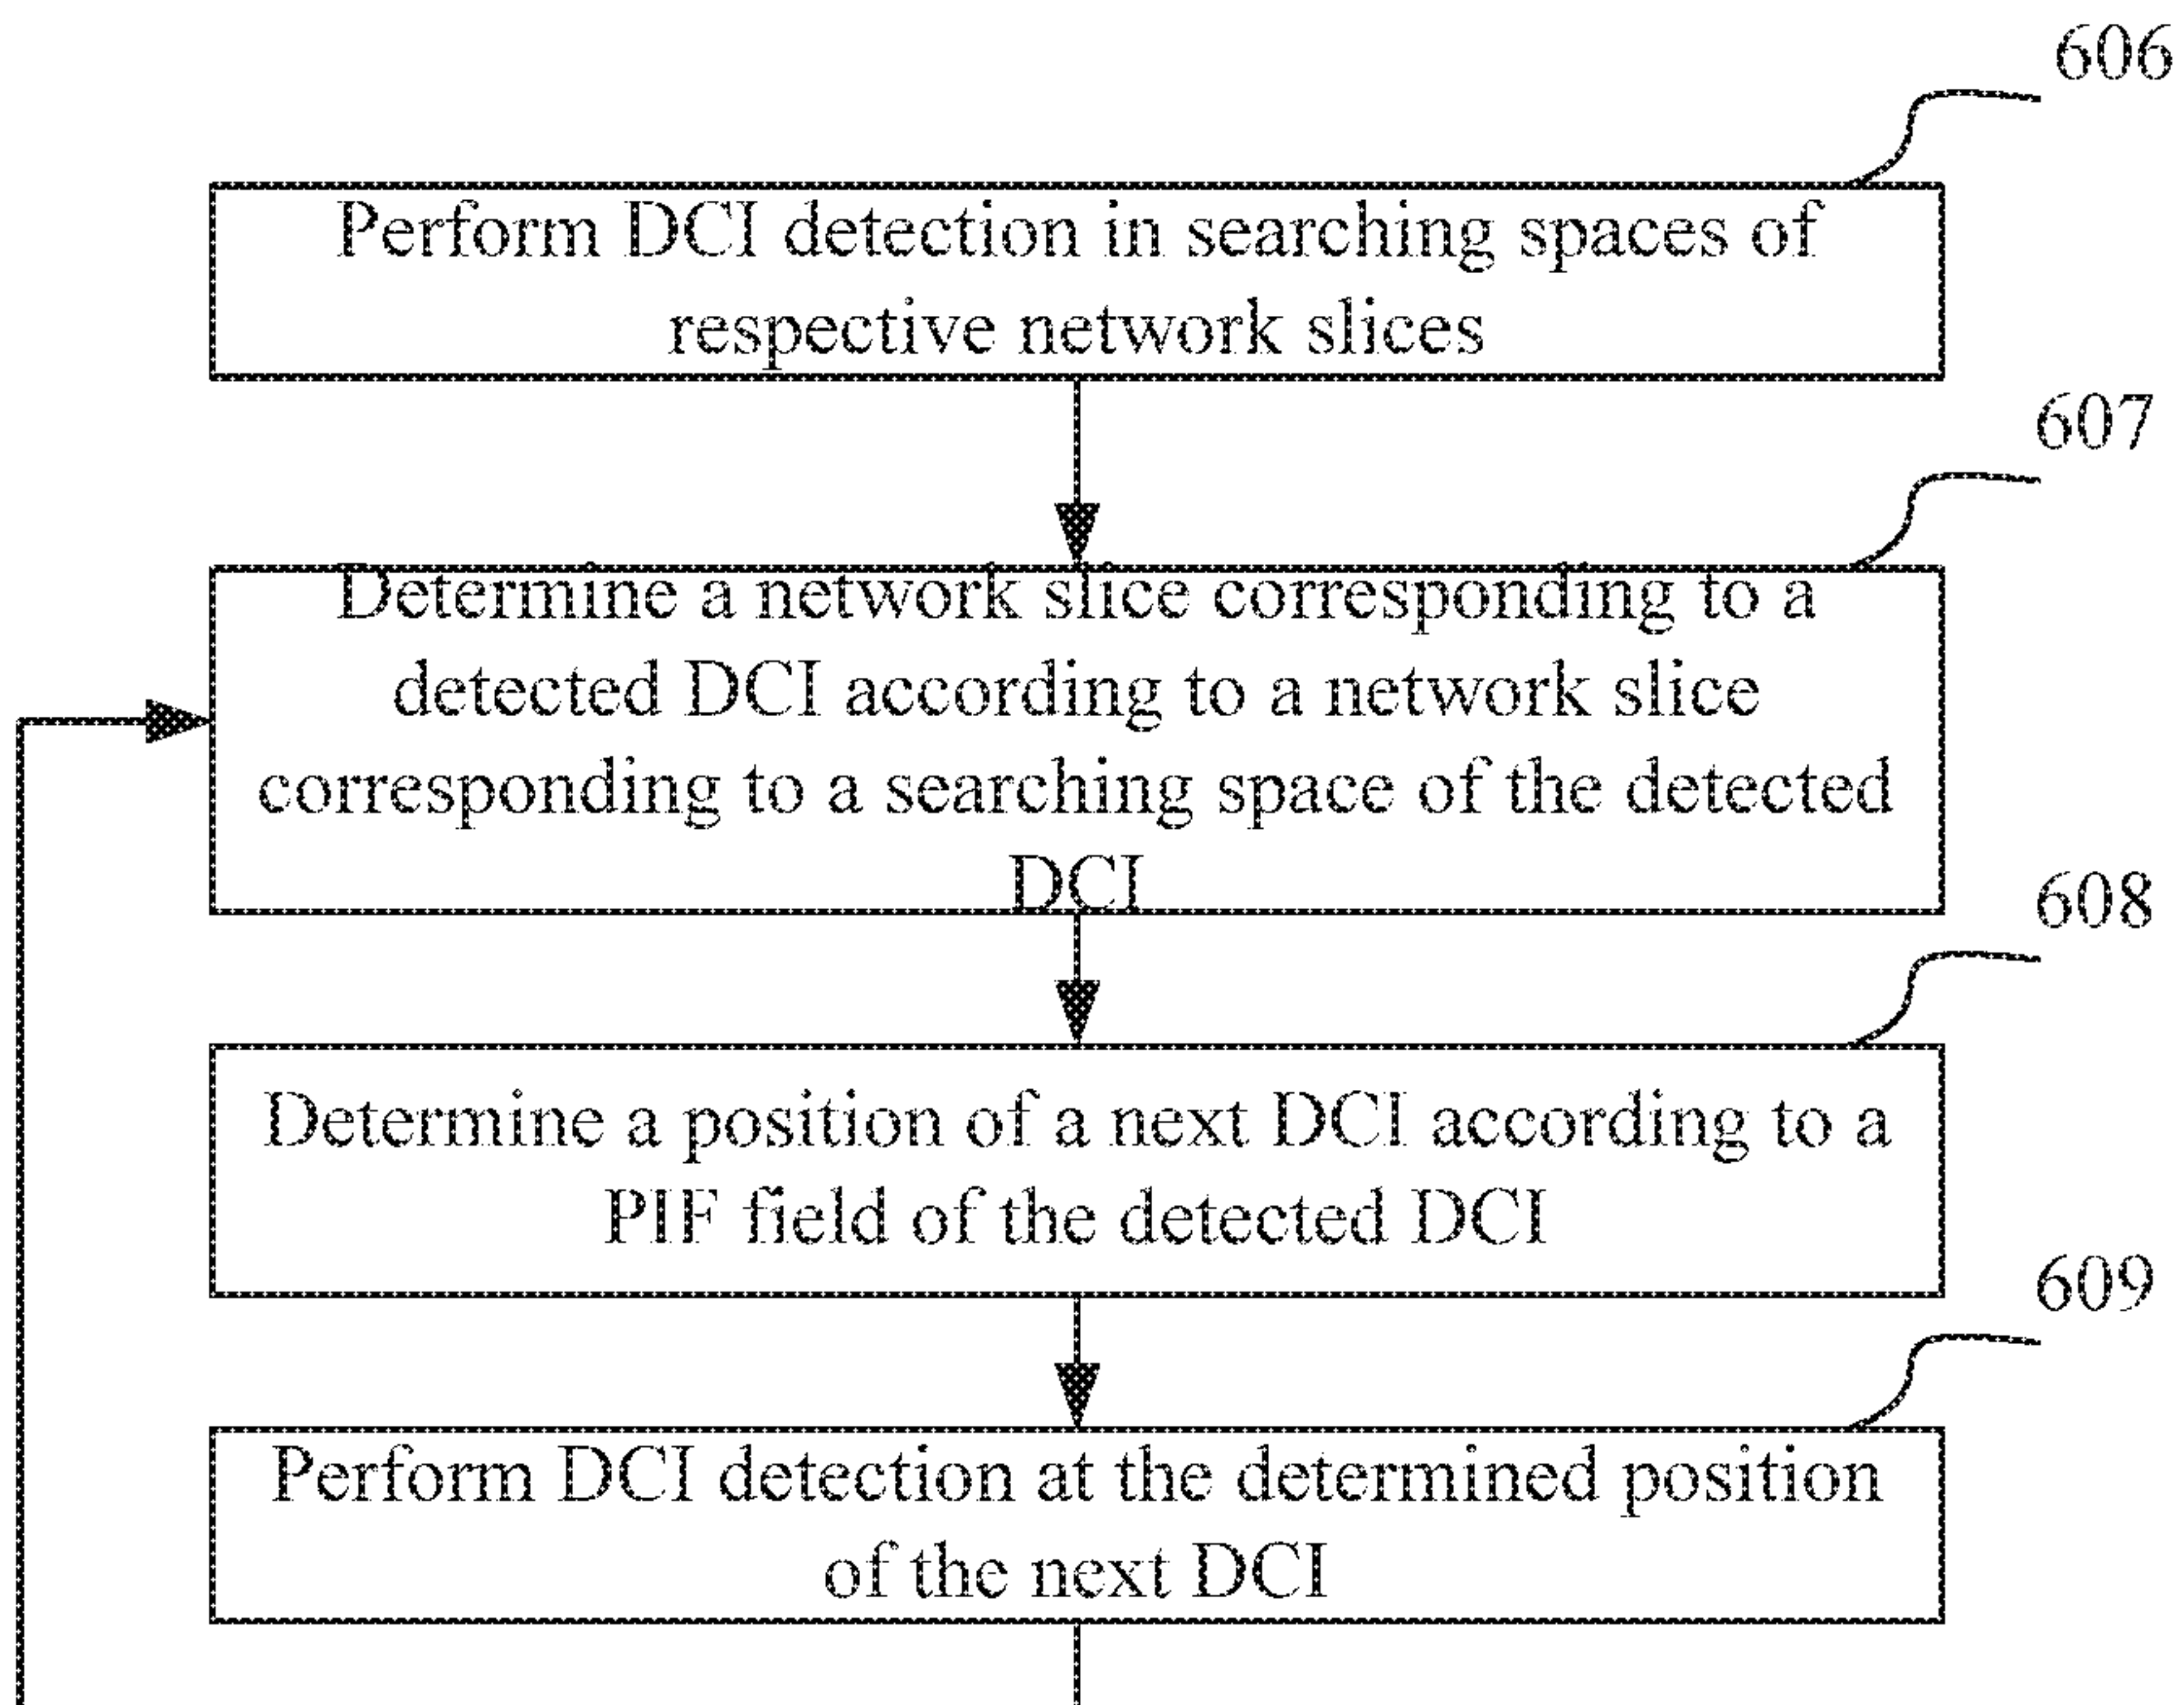 606
Perform DCI detection in searching spaces of
respective network slices
607
Determine a network slice corresponding to a
detected DCI according to a network slice
corresponding to a searching space of the detected
DCI
608
Determine a position of a next DCI according to a
PIF field of the detected DCI
609
Perform DCI detection at the determined position
of the next DCI